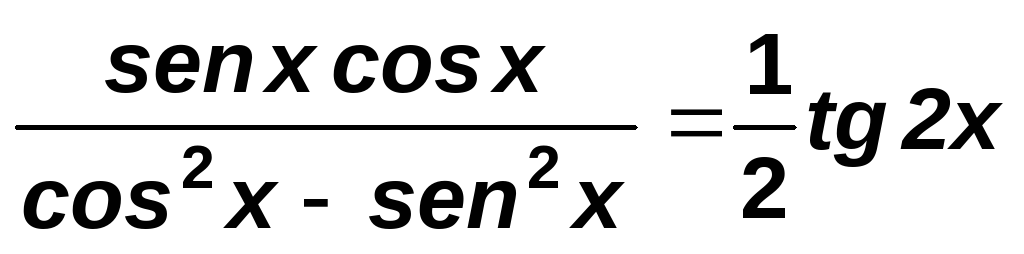 sen x cos x
cos² x - sen² x
= 1/2 tg 2x